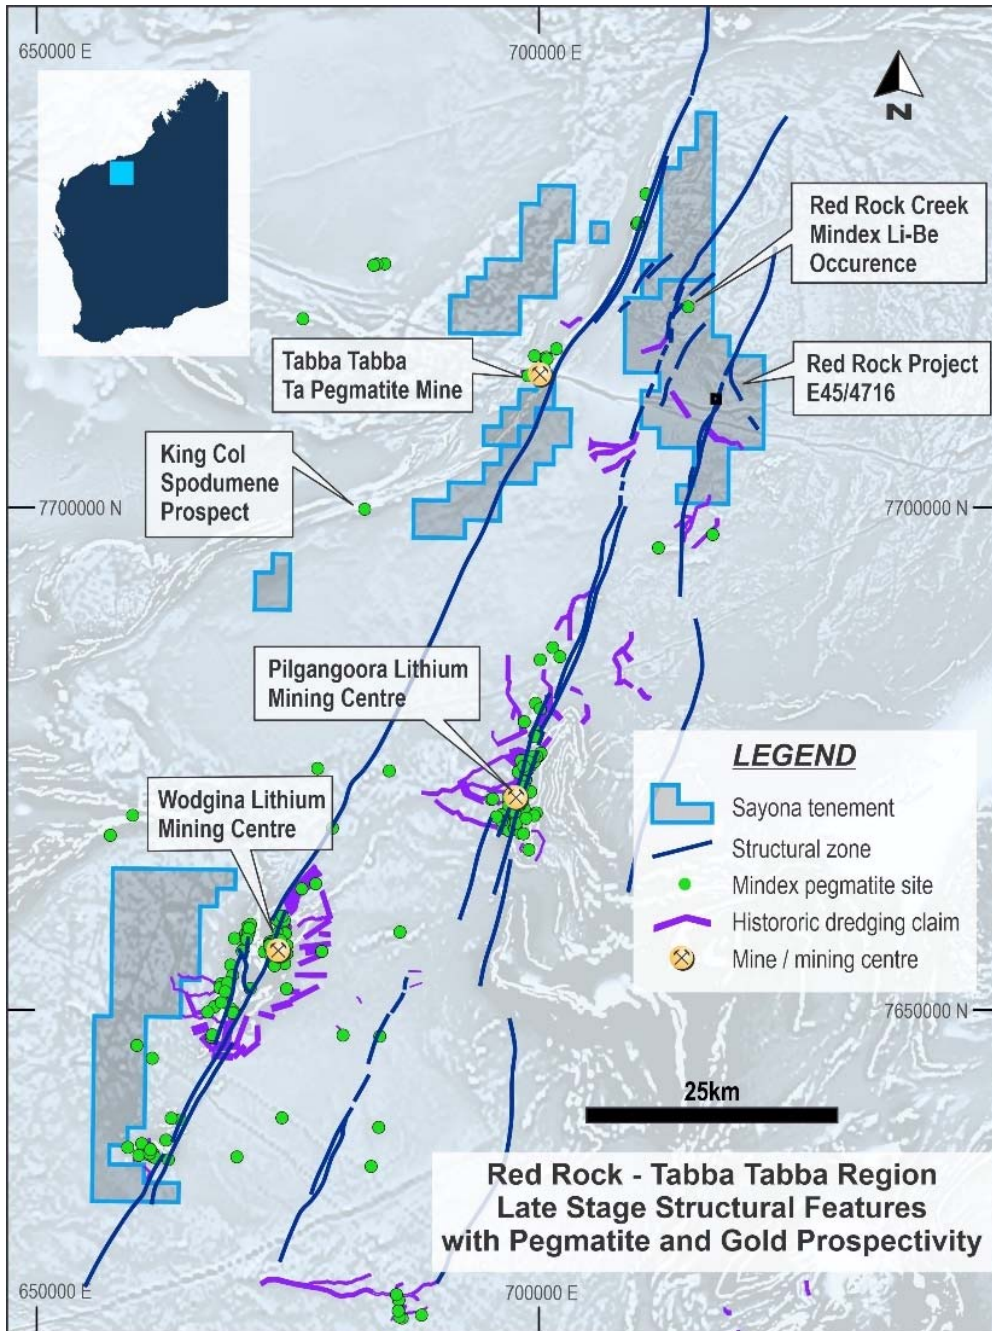 650000 E
700000 E
N
Red Rock Creek
Mindex Li-Be
Occurence
Tabba Tabba
Ta Pegmatite Mine
Red Rock Project
E45/4716
King Col
Spodumene
Prospect
7700000 N
7700000 N
Pilgangoora Lithium
Mining Centre
Wodgina Lithium
Mining Centre
LEGEND
Sayona tenement
Structural zone
Mindex pegmatite site
Histororic dredging claim
Mine / mining centre
7650000 N
25km
Red Rock - Tabba Tabba Region
Late Stage Structural Features
with Pegmatite and Gold Prospectivity
650000 E
700000 E